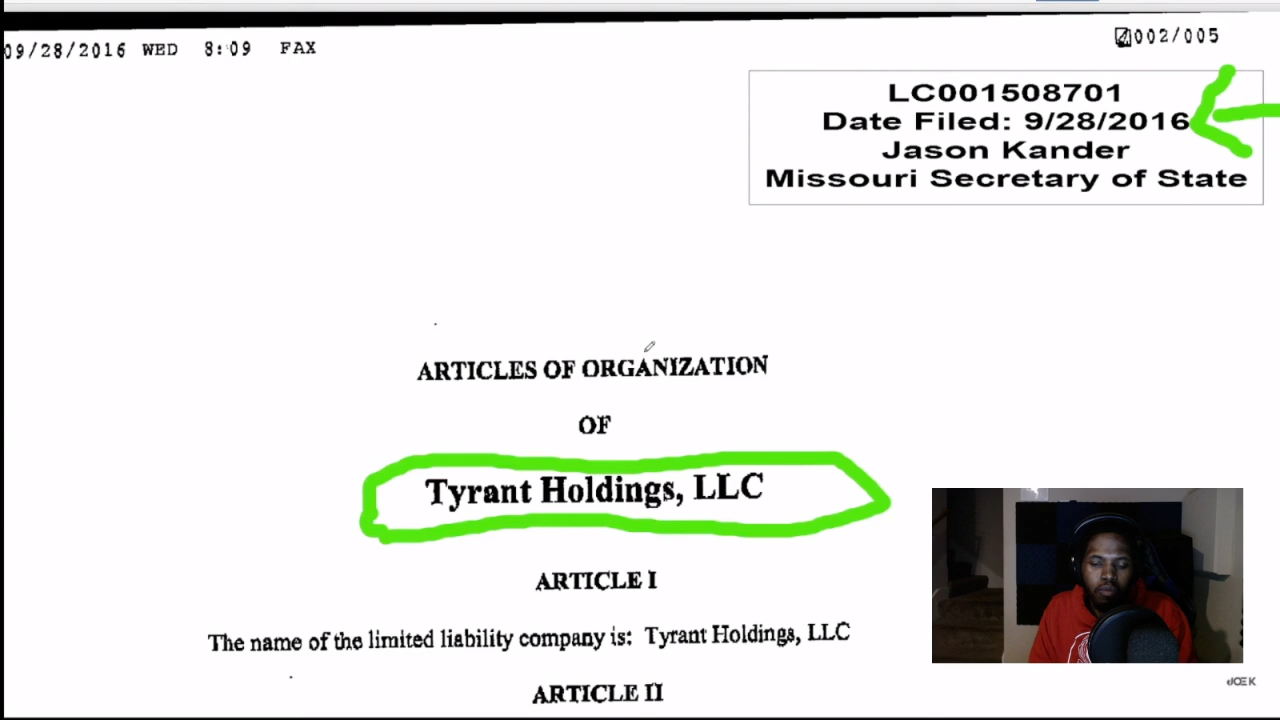 09/28/2016 WED 8:09 FAX
002/005
LC001508701
Date Filed: 9/28/2016
Jason Kander
Missouri Secretary of State
ARTICLES OF ORGANIZATION
OF
Tyrant Holdings, LLC
ARTICLE I
The name of the limited liability company is: Tyrant Holdings, LLC
ARTICLE II
JOE K